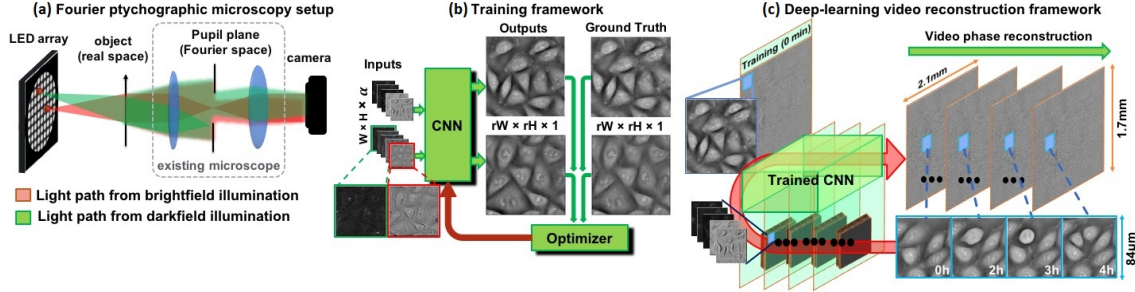 (a) Fourier ptychographic microscopy setup
LED array
object
(real space)
Pupil plane
(Fourier space)
camera
existing microscope
Light path from brightfield illumination
Light path from darkfield illumination
(b) Training framework
Outputs
Ground Truth
Inputs
W × H × α
CNN
rW × rH × 1
rW × rH × 1
Optimizer
(c) Deep-learning video reconstruction framework
Training (0 min)
Video phase reconstruction
2.1mm
1.7mm
Trained CNN
0h
2h
3h
4h
84um